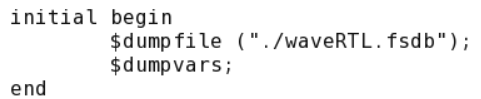 initial begin
        $dumpfile ("./waveRTL.fsdb");
        $dumpvars;
end